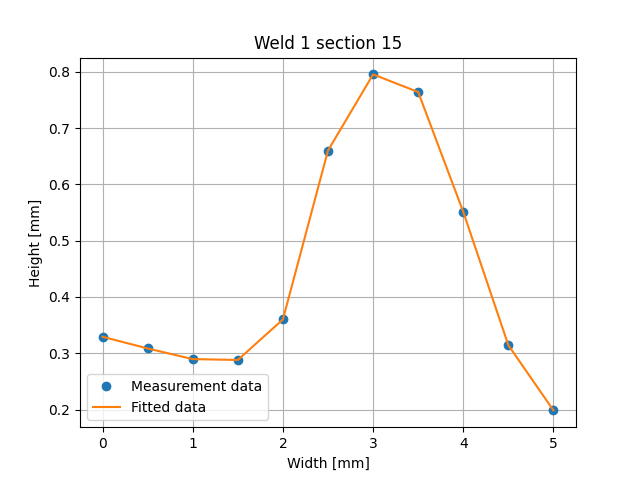 Weld 1 section 15
Height [mm]
0.8
0.7
0.6
0.5
0.4
0.3
0.2
Measurement data
Fitted data
0 1 2 3 4 5
Width [mm]